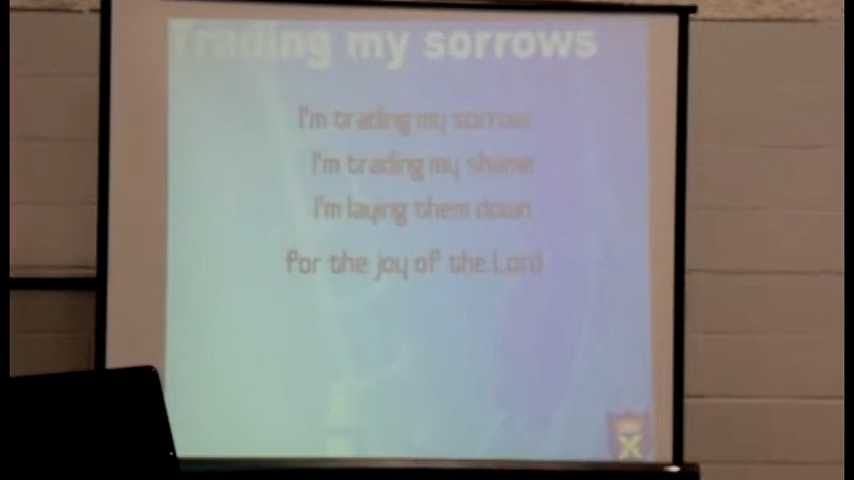 Trading my sorrows
I'm trading my sorrow
I'm trading my shame
I'm laying them down
for the joy of the Lord